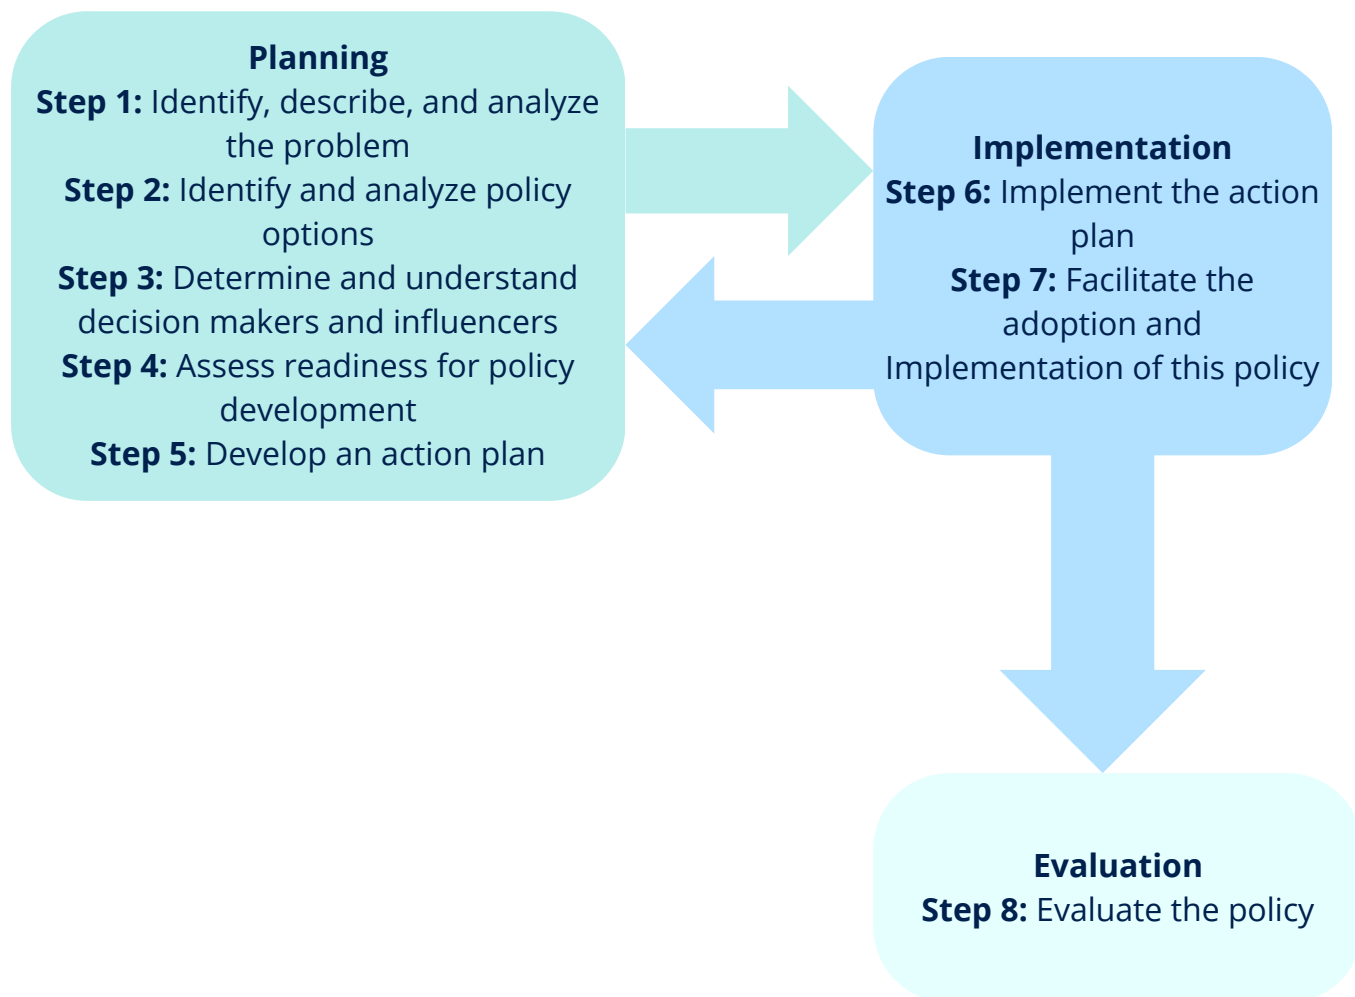 Planning
Step 1: Identify, describe, and analyze
the problem
Step 2: Identify and analyze policy
options
Step 3: Determine and understand
decision makers and influencers
Step 4: Assess readiness for policy
development
Step 5: Develop an action plan
Implementation
Step 6: Implement the action
plan
Step 7: Facilitate the
adoption and
Implementation of this policy
Evaluation
Step 8: Evaluate the policy